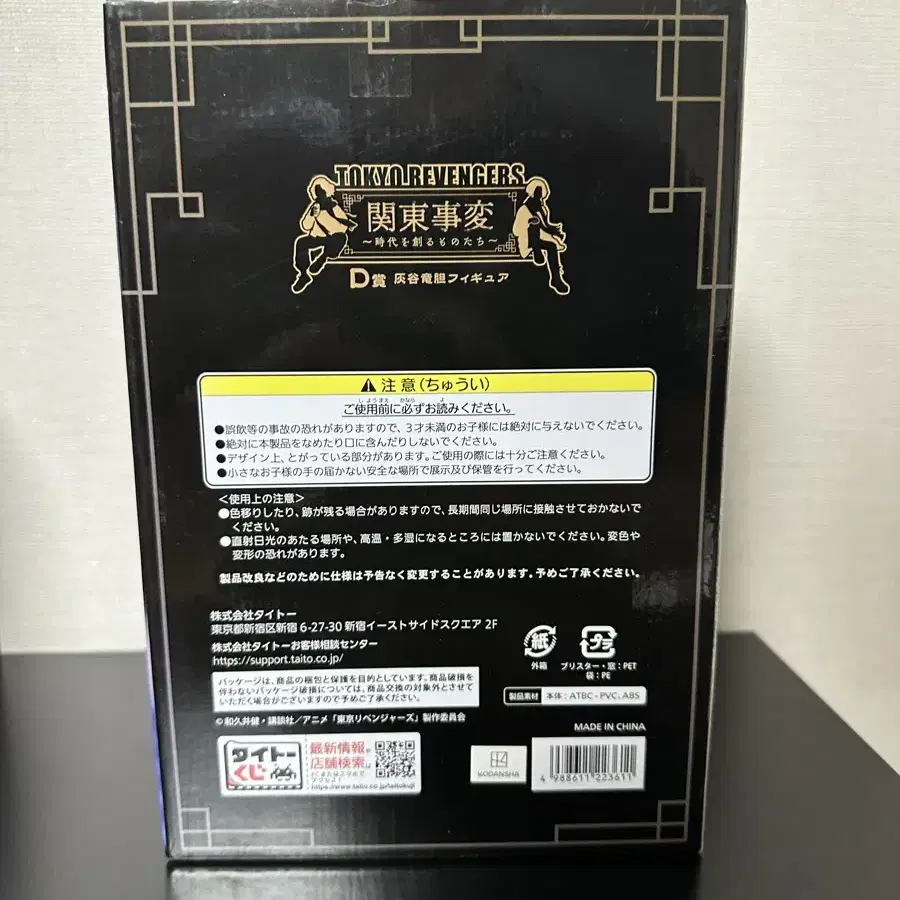 TOKYO REVENGERS
関東事変
～時代を創るものたち～
D賞 灰谷竜胆フィギュア
注意(ちゅうい)
ご使用前に必ずお読みください。
●誤飲等の事故の恐れがありますので、3才未満のお子様には絶対に与えないでください。
●絶対に本製品をなめたり口に含んだりしないでください。
●デザイン上、とがっている部分があります。ご使用の際には十分ご注意ください。
●小さなお子様の手の届かない安全な場所で展示及び保管を行ってください。
＜使用上の注意＞
●色移りしたり、跡が残る場合がありますので、長期間同じ場所に接触させておかないで
ください。
●直射日光のあたる場所や、高温・多湿になるところには置かないでください。変色や
変形の恐れがあります。
製品改良などのために仕様は予告なく変更することがあります。予めご了承ください。
株式会社タイトー
東京都新宿区新宿 6-27-30 新宿イーストサイドスクエア 2F
株式会社タイトーお客様相談センター
https://support.taito.co.jp/
紙
外箱
プラ
ブリスター・窓：PET
袋：PE
パッケージは、商品の梱包と保護を目的としています。商品破損を
伴わないパッケージ破損については、商品交換の対象外とさせて
いただく場合がございますので予めご了承ください。
製品素材 本体：ATBC-PVC、ABS
©和久井健・講談社／アニメ「東京リベンジャーズ」製作委員会
MADE IN CHINA
タイトーくじ
最新情報や
店舗検索は
PCまたはスマホで
アクセス！
https://www.taito.co.jp/taitokuji
KODANSHA
4 988611 223611